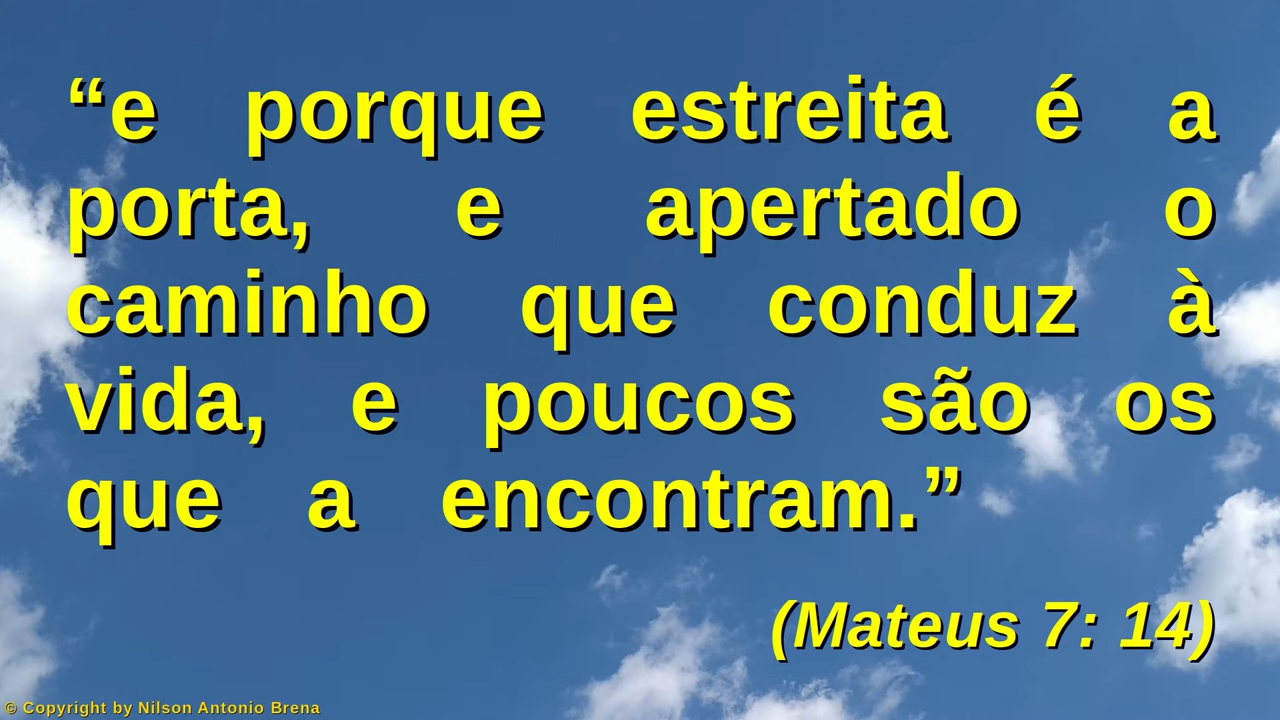 “e porque estreita é a
porta, e apertado o
caminho que conduz à
vida, e poucos são os
que a encontram.”
(Mateus 7: 14)
© Copyright by Nilson Antonio Brena